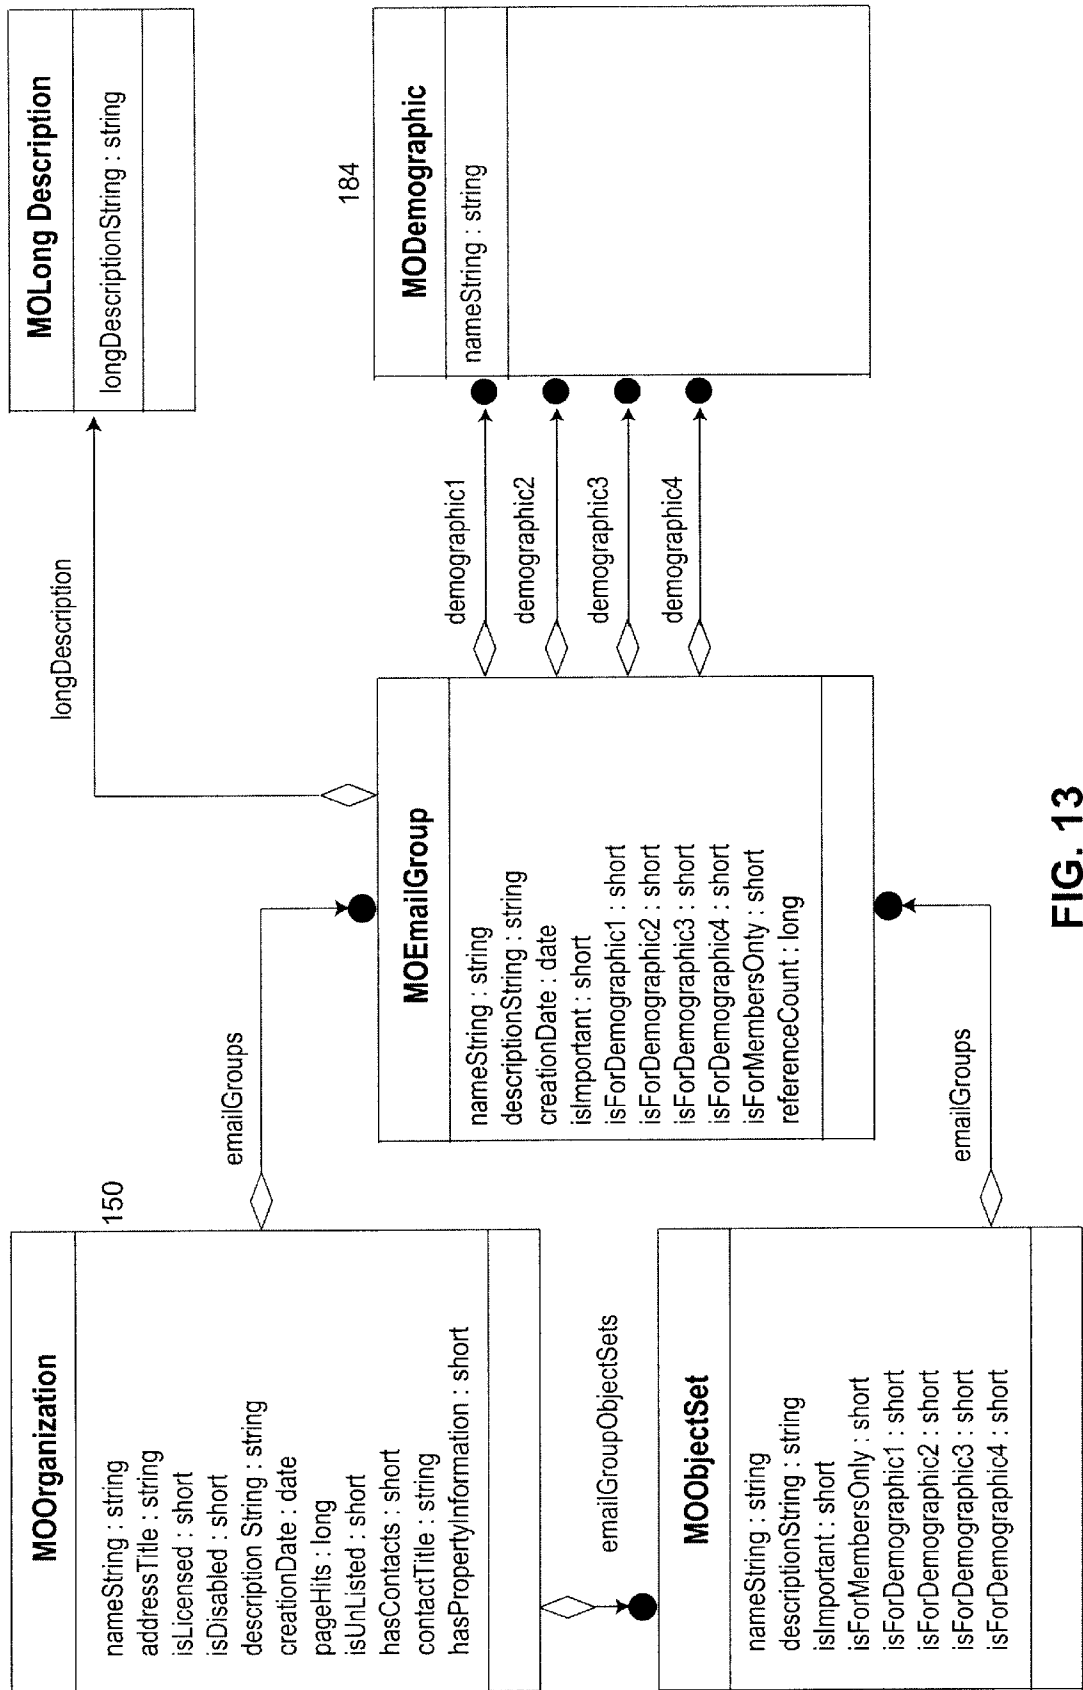 MOOrganization
150
nameString : string
addressTitle : string
isLicensed : short
isDisabled : short
description String : string
creationDate : date
pageHits : long
isUnListed : short
hasContacts : short
contactTitle : string
hasPropertyInformation : short
emailGroups
emailGroupObjectSets
MOObjectSet
nameString : string
descriptionString : string
isImportant : short
isForMembersOnly : short
isForDemographic1 : short
isForDemographic2 : short
isForDemographic3 : short
isForDemographic4 : short
emailGroups
MOEmailGroup
nameString : string
descriptionString : string
creationDate : date
isImportant : short
isForDemographic1 : short
isForDemographic2 : short
isForDemographic3 : short
isForDemographic4 : short
isForMembersOnly : short
referenceCount : long
longDescription
MOLong Description
longDescriptionString : string
demographic1
demographic2
demographic3
demographic4
184
MODemographic
nameString : string
FIG. 13